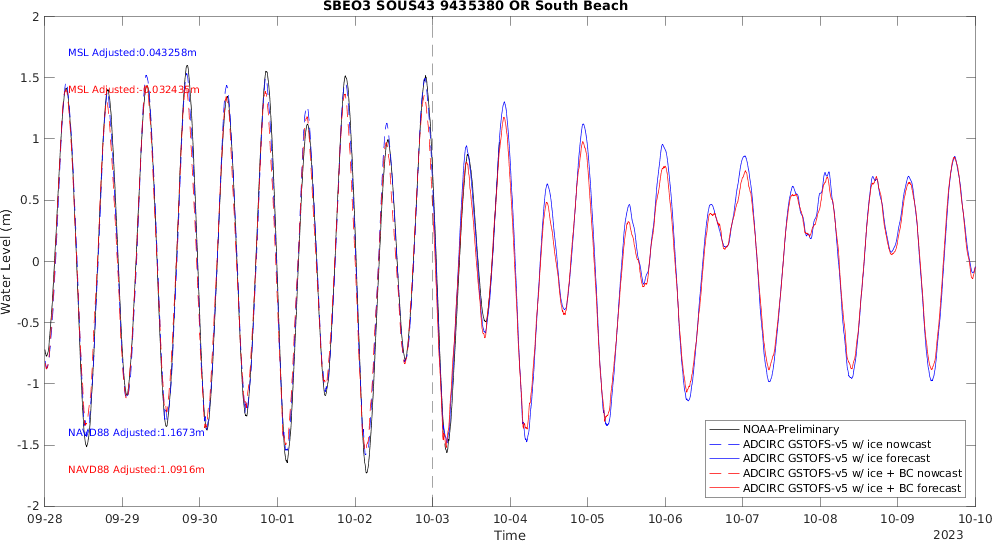 SBEO3 SOUS43 9435380 OR South Beach
MSL Adjusted:0.043258m
MSL Adjusted:-0.032435m
NAVD88 Adjusted:1.1673m
NAVD88 Adjusted:1.0916m
Water Level (m)
2
1.5
1
0.5
0
-0.5
-1
-1.5
-2
NOAA-Preliminary
ADCIRC GSTOFS-v5 w/ ice nowcast
ADCIRC GSTOFS-v5 w/ ice forecast
ADCIRC GSTOFS-v5 w/ ice + BC nowcast
ADCIRC GSTOFS-v5 w/ ice + BC forecast
09-28 09-29 09-30 10-01 10-02 10-03 10-04 10-05 10-06 10-07 10-08 10-09 10-10
Time
2023